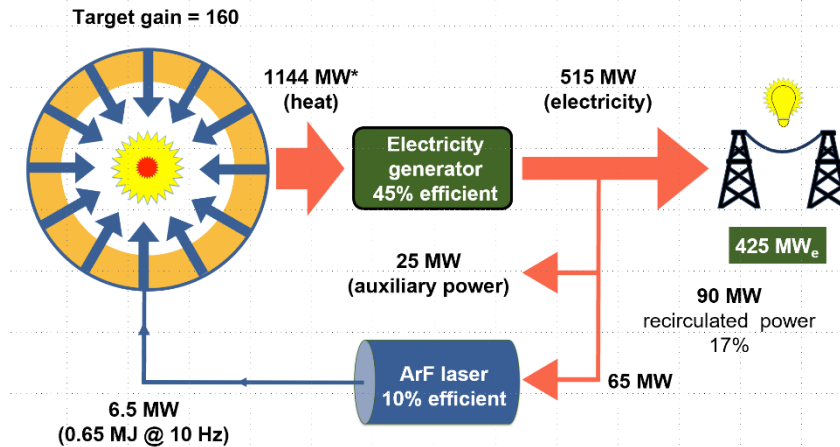 Target gain = 160
1144 MW*
(heat)
515 MW
(electricity)
Electricity
generator
45% efficient
425 MWe
25 MW
(auxiliary power)
90 MW
recirculated power
17%
ArF laser
10% efficient
65 MW
6.5 MW
(0.65 MJ @ 10 Hz)